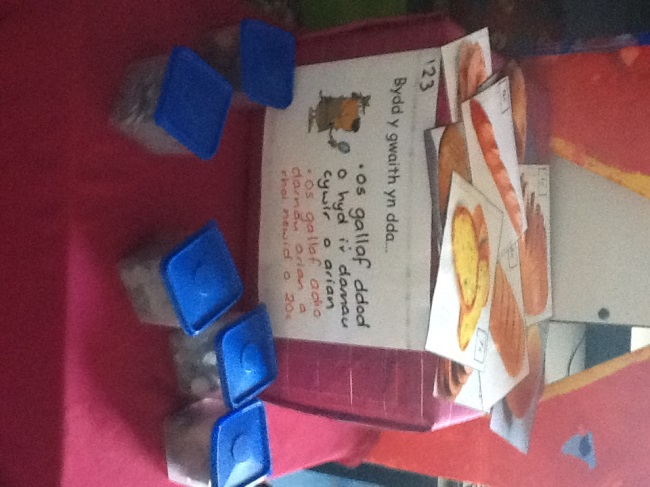 123
Bydd y gwaith yn dda...
• os gallaf ddod
o hyd i'r darnau
cywir o arian
• os gallaf adio
darnau arian a
rhoi newid o 20c